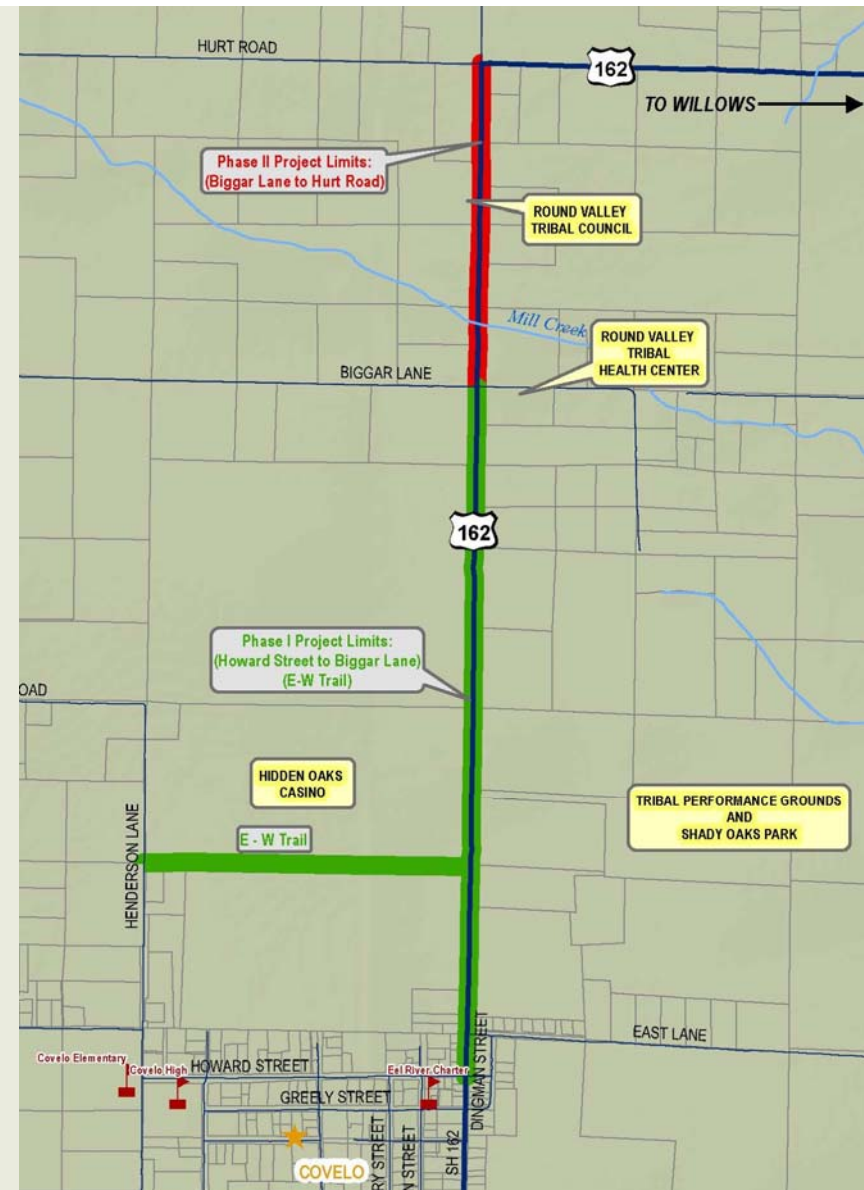 HURT ROAD
162
TO WILLOWS
Phase II Project Limits:
(Biggar Lane to Hurt Road)
ROUND VALLEY
TRIBAL COUNCIL
Mill Creek
ROUND VALLEY
TRIBAL
HEALTH CENTER
BIGGAR LANE
162
Phase I Project Limits:
(Howard Street to Biggar Lane)
(E-W Trail)
OAD
HIDDEN OAKS
CASINO
TRIBAL PERFORMANCE GROUNDS
AND
SHADY OAKS PARK
E - W Trail
HENDERSON LANE
EAST LANE
DINGMAN STREET
Covelo Elementary
Covelo High
HOWARD STREET
Eel River Charter
GREELY STREET
RY STREET
N STREET
SH 162
COVELO